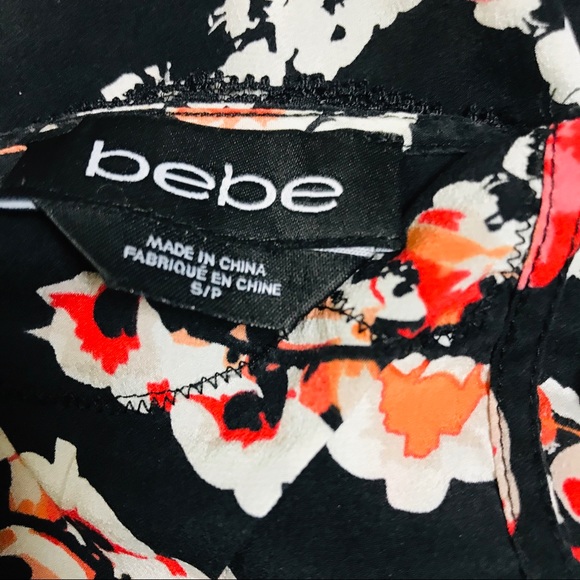 bebe
MADE IN CHINA
FABRIQUÉ EN CHINE
S/P